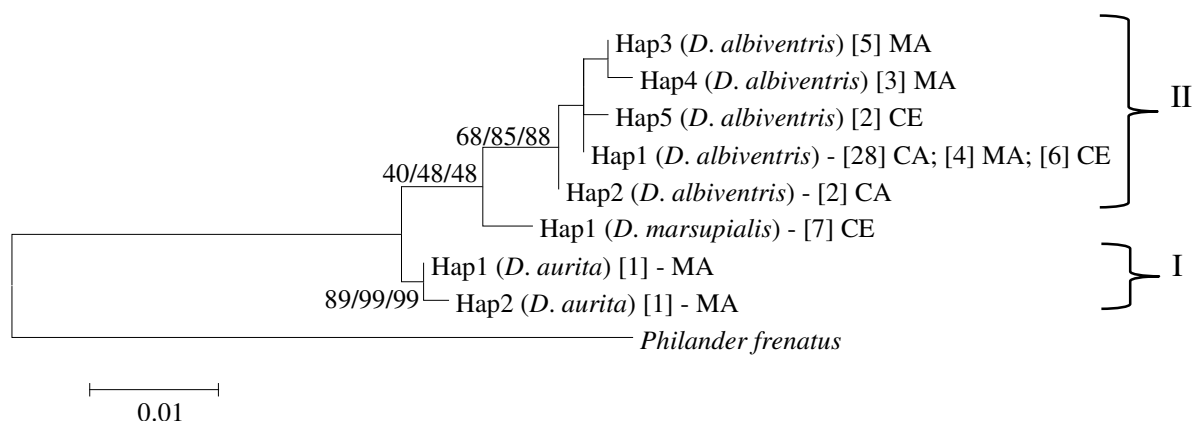 Hap3 (D. albiventris) [5] MA
Hap4 (D. albiventris) [3] MA
II
Hap5 (D. albiventris) [2] CE
68/85/88
Hap1 (D. albiventris) - [28] CA; [4] MA; [6] CE
40/48/48
Hap2 (D. albiventris) - [2] CA
Hap1 (D. marsupialis) - [7] CE
Hap1 (D. aurita) [1] - MA
I
89/99/99
Hap2 (D. aurita) [1] - MA
Philander frenatus
0.01